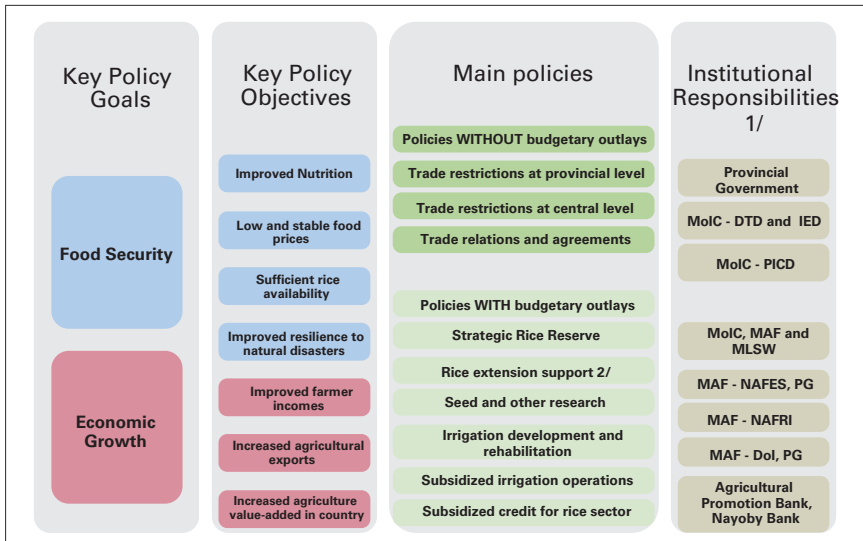 Key Policy
Goals
Food Security
Economic
Growth
Key Policy
Objectives
Improved Nutrition
Low and stable food
prices
Sufficient rice
availability
Improved resilience to
natural disasters
Improved farmer
incomes
Increased agricultural
exports
Increased agriculture
value-added in country
Main policies
Policies WITHOUT budgetary outlays
Trade restrictions at provincial level
Trade restrictions at central level
Trade relations and agreements
Policies WITH budgetary outlays
Strategic Rice Reserve
Rice extension support 2/
Seed and other research
Irrigation development and
rehabilitation
Subsidized irrigation operations
Subsidized credit for rice sector
Institutional
Responsibilities
1/
Provincial
Government
MoIC - DTD and IED
MoIC - PICD
MoIC, MAF and
MLSW
MAF - NAFES, PG
MAF - NAFRI
MAF - DoI, PG
Agricultural
Promotion Bank,
Nayoby Bank